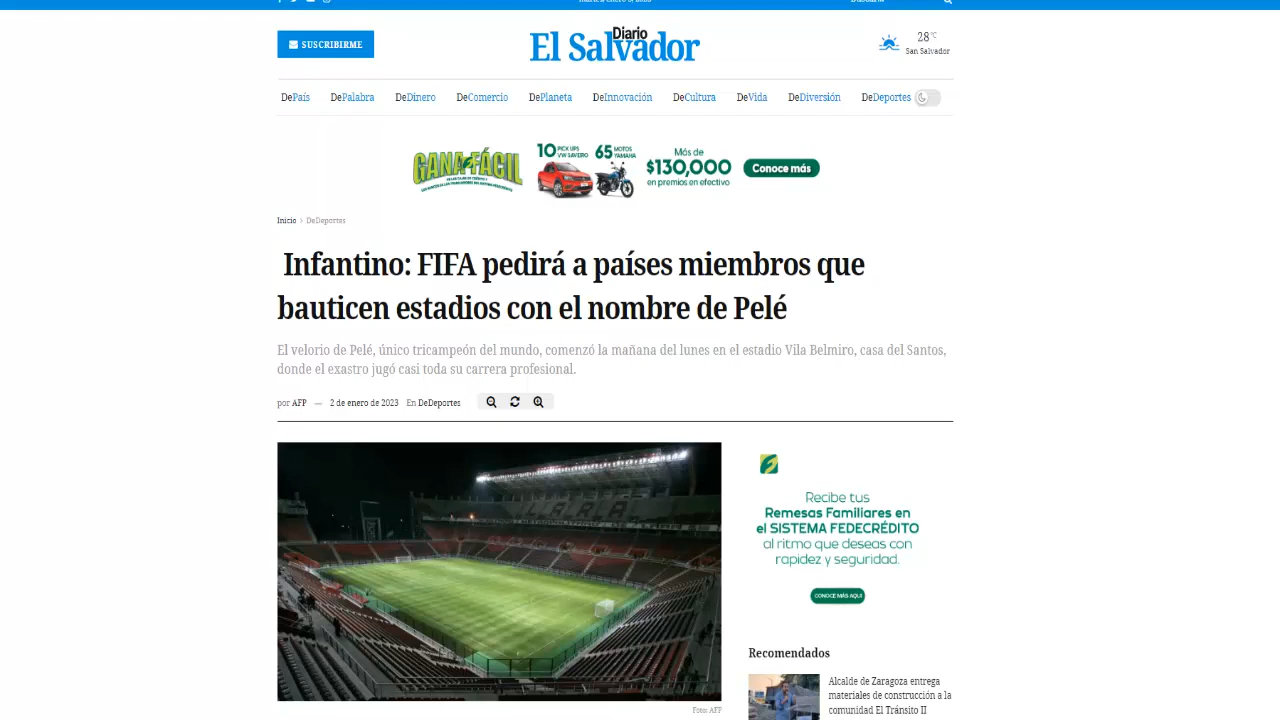 SUSCRIBIRME
Diario
El Salvador
28°C
San Salvador
DePaís DePalabra DeDinero DeComercio DePlaneta DeInnovación DeCultura DeVida DeDiversión DeDeportes
GANA FÁCIL
10 PICK UPS VW SAVEIRO
65 MOTOS YAMAHA
Más de
$130,000
en premios en efectivo
Conoce más
Inicio > DeDeportes
Infantino: FIFA pedirá a países miembros que
bauticen estadios con el nombre de Pelé
El velorio de Pelé, único tricampeón del mundo, comenzó la mañana del lunes en el estadio Vila Belmiro, casa del Santos,
donde el exastro jugó casi toda su carrera profesional.
por AFP — 2 de enero de 2023 En DeDeportes
LARA
Foto: AFP
Recibe tus
Remesas Familiares en
el SISTEMA FEDECRÉDITO
al ritmo que deseas con
rapidez y seguridad.
CONOCE MÁS AQUÍ
Recomendados
Alcalde de Zaragoza entrega
materiales de construcción a la
comunidad El Tránsito II